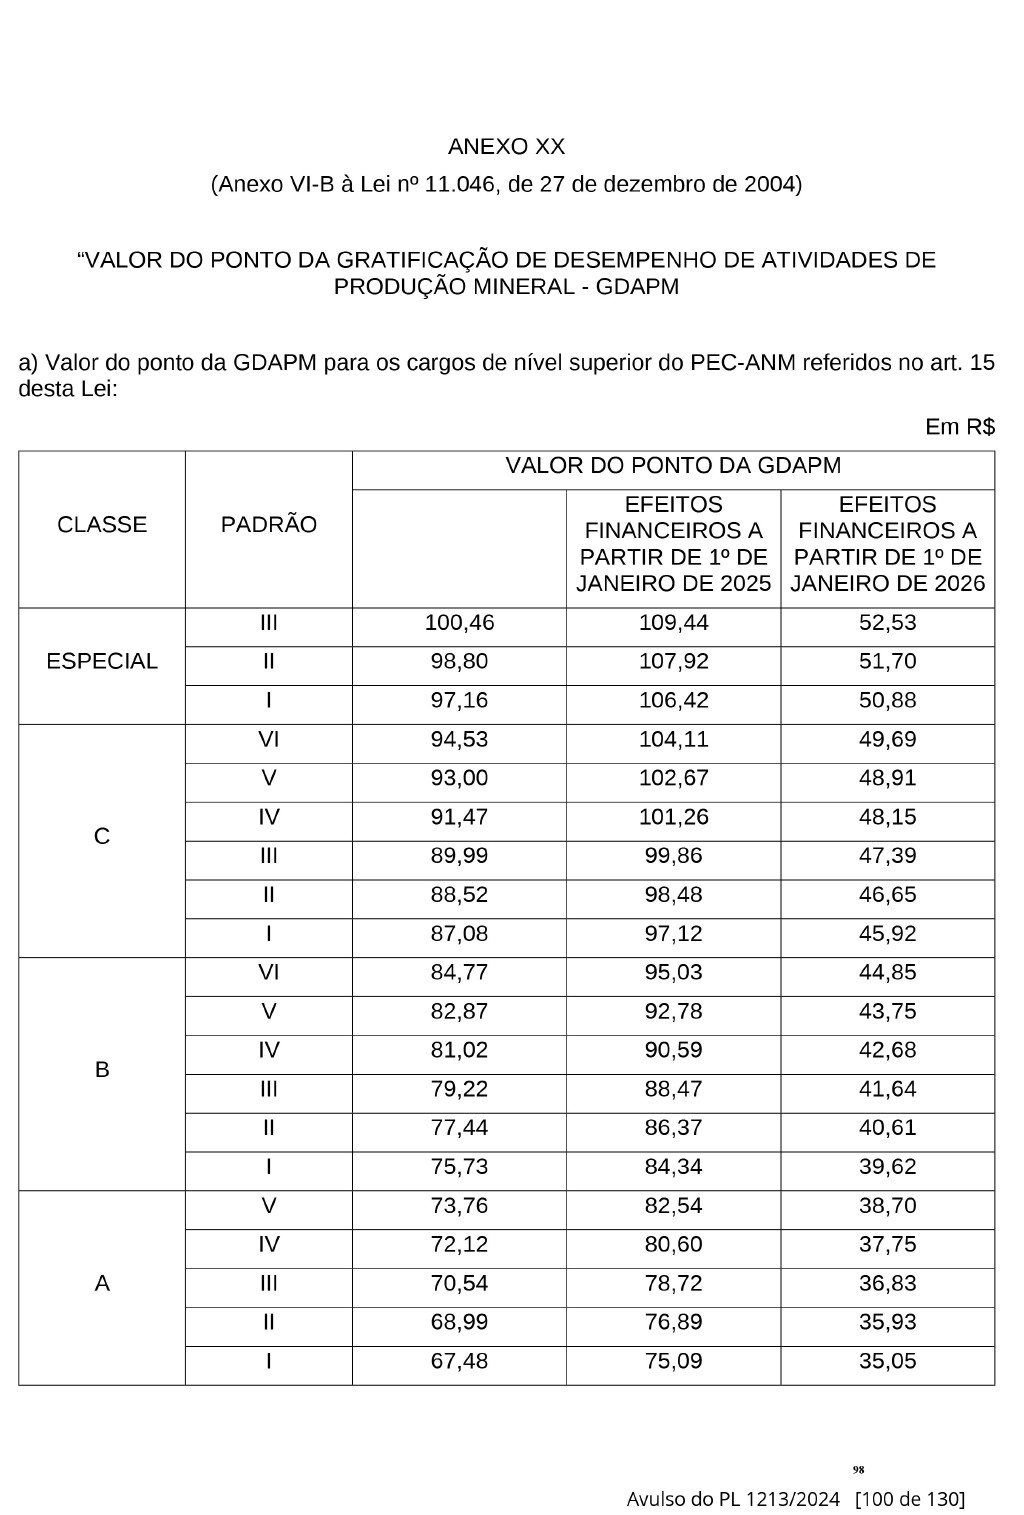 ANEXO XX
(Anexo VI-B à Lei nº 11.046, de 27 de dezembro de 2004)
“VALOR DO PONTO DA GRATIFICAÇÃO DE DESEMPENHO DE ATIVIDADES DE
PRODUÇÃO MINERAL - GDAPM
a) Valor do ponto da GDAPM para os cargos de nível superior do PEC-ANM referidos no art. 15
desta Lei:
Em R$
CLASSE PADRÃO VALOR DO PONTO DA GDAPM
EFEITOS FINANCEIROS A PARTIR DE 1º DE JANEIRO DE 2025 EFEITOS FINANCEIROS A PARTIR DE 1º DE JANEIRO DE 2026
ESPECIAL III 100,46 109,44 52,53
II 98,80 107,92 51,70
I 97,16 106,42 50,88
C VI 94,53 104,11 49,69
V 93,00 102,67 48,91
IV 91,47 101,26 48,15
III 89,99 99,86 47,39
II 88,52 98,48 46,65
I 87,08 97,12 45,92
B VI 84,77 95,03 44,85
V 82,87 92,78 43,75
IV 81,02 90,59 42,68
III 79,22 88,47 41,64
II 77,44 86,37 40,61
I 75,73 84,34 39,62
A V 73,76 82,54 38,70
IV 72,12 80,60 37,75
III 70,54 78,72 36,83
II 68,99 76,89 35,93
I 67,48 75,09 35,05
98
Avulso do PL 1213/2024 [100 de 130]